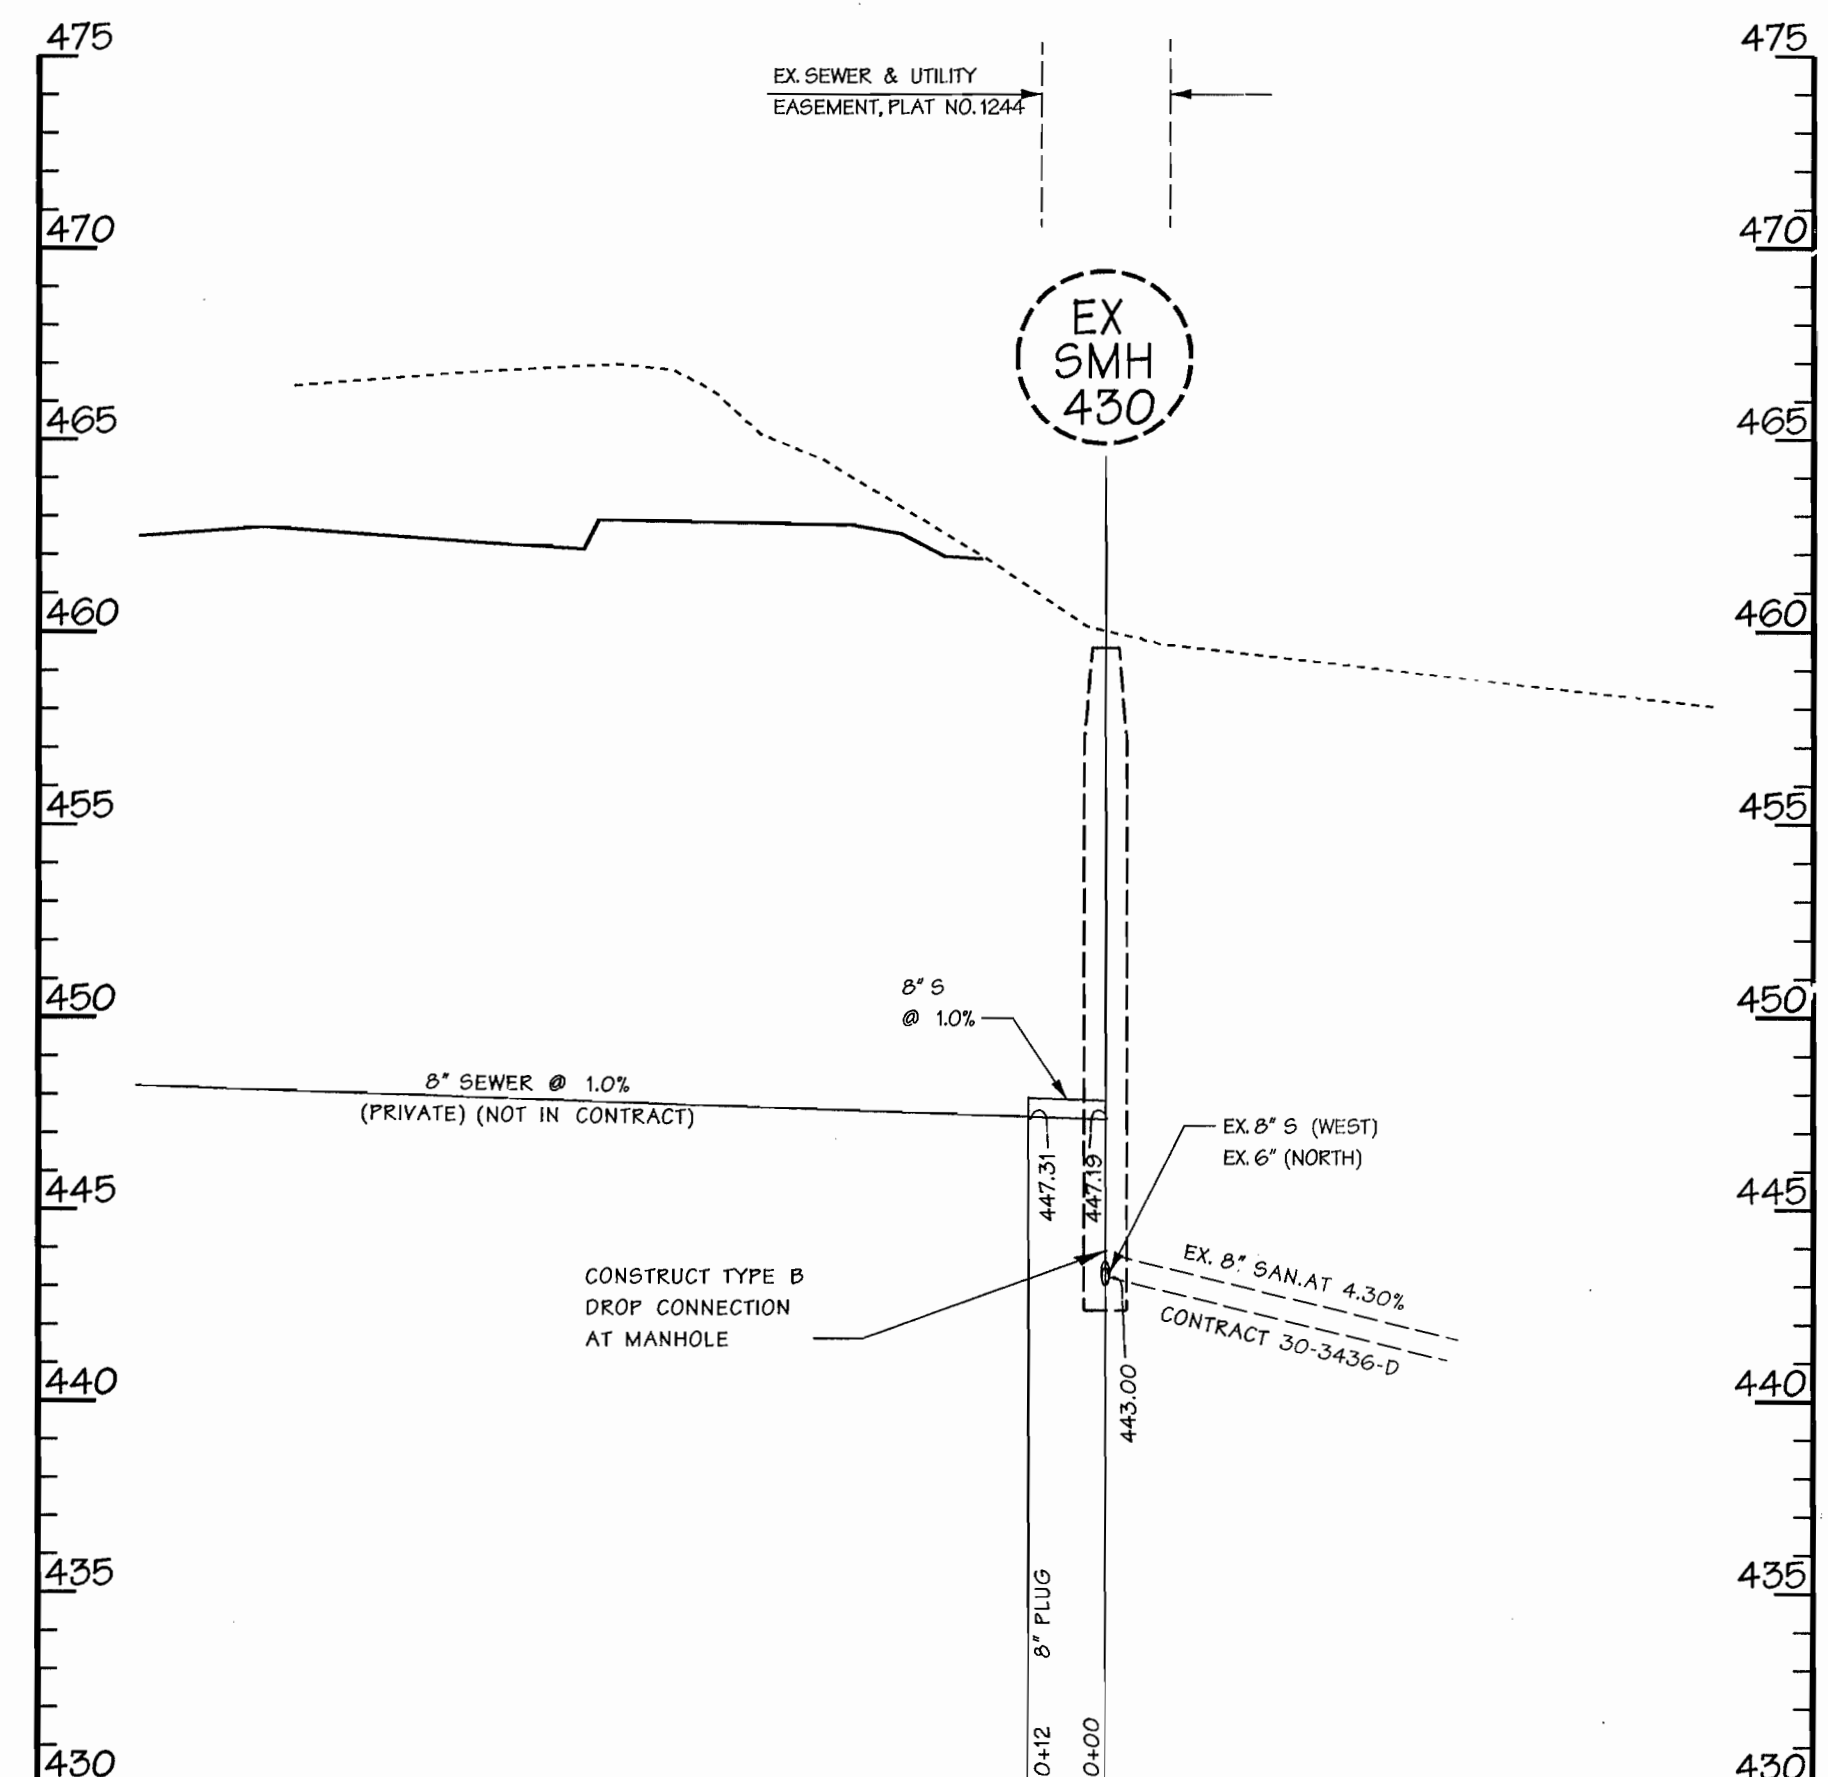 475
475
EX. SEWER & UTILITY
EASEMENT, PLAT NO. 1244
470
470
EX
SMH
430
465
465
460
460
455
455
8" S
@ 1.0%
450
450
8" SEWER @ 1.0%
(PRIVATE) (NOT IN CONTRACT)
447.31
447.19
EX. 8" S (WEST)
EX. 6" (NORTH)
445
445
EX. 8" SAN. AT 4.30%
CONTRACT 30-3436-D
CONSTRUCT TYPE B
DROP CONNECTION
AT MANHOLE
443.00
440
440
435
435
8" PLUG
0+12
0+00
430
430